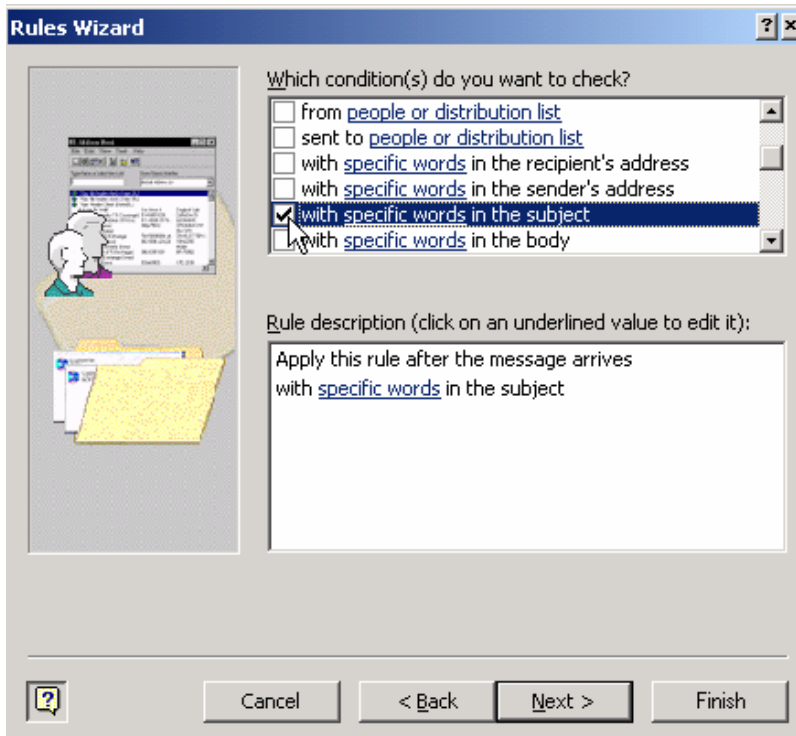 Rules Wizard
Which condition(s) do you want to check?
from people or distribution list
sent to people or distribution list
with specific words in the recipient's address
with specific words in the sender's address
with specific words in the subject
with specific words in the body
Rule description (click on an underlined value to edit it):
Apply this rule after the message arrives
with specific words in the subject
Cancel
< Back
Next >
Finish